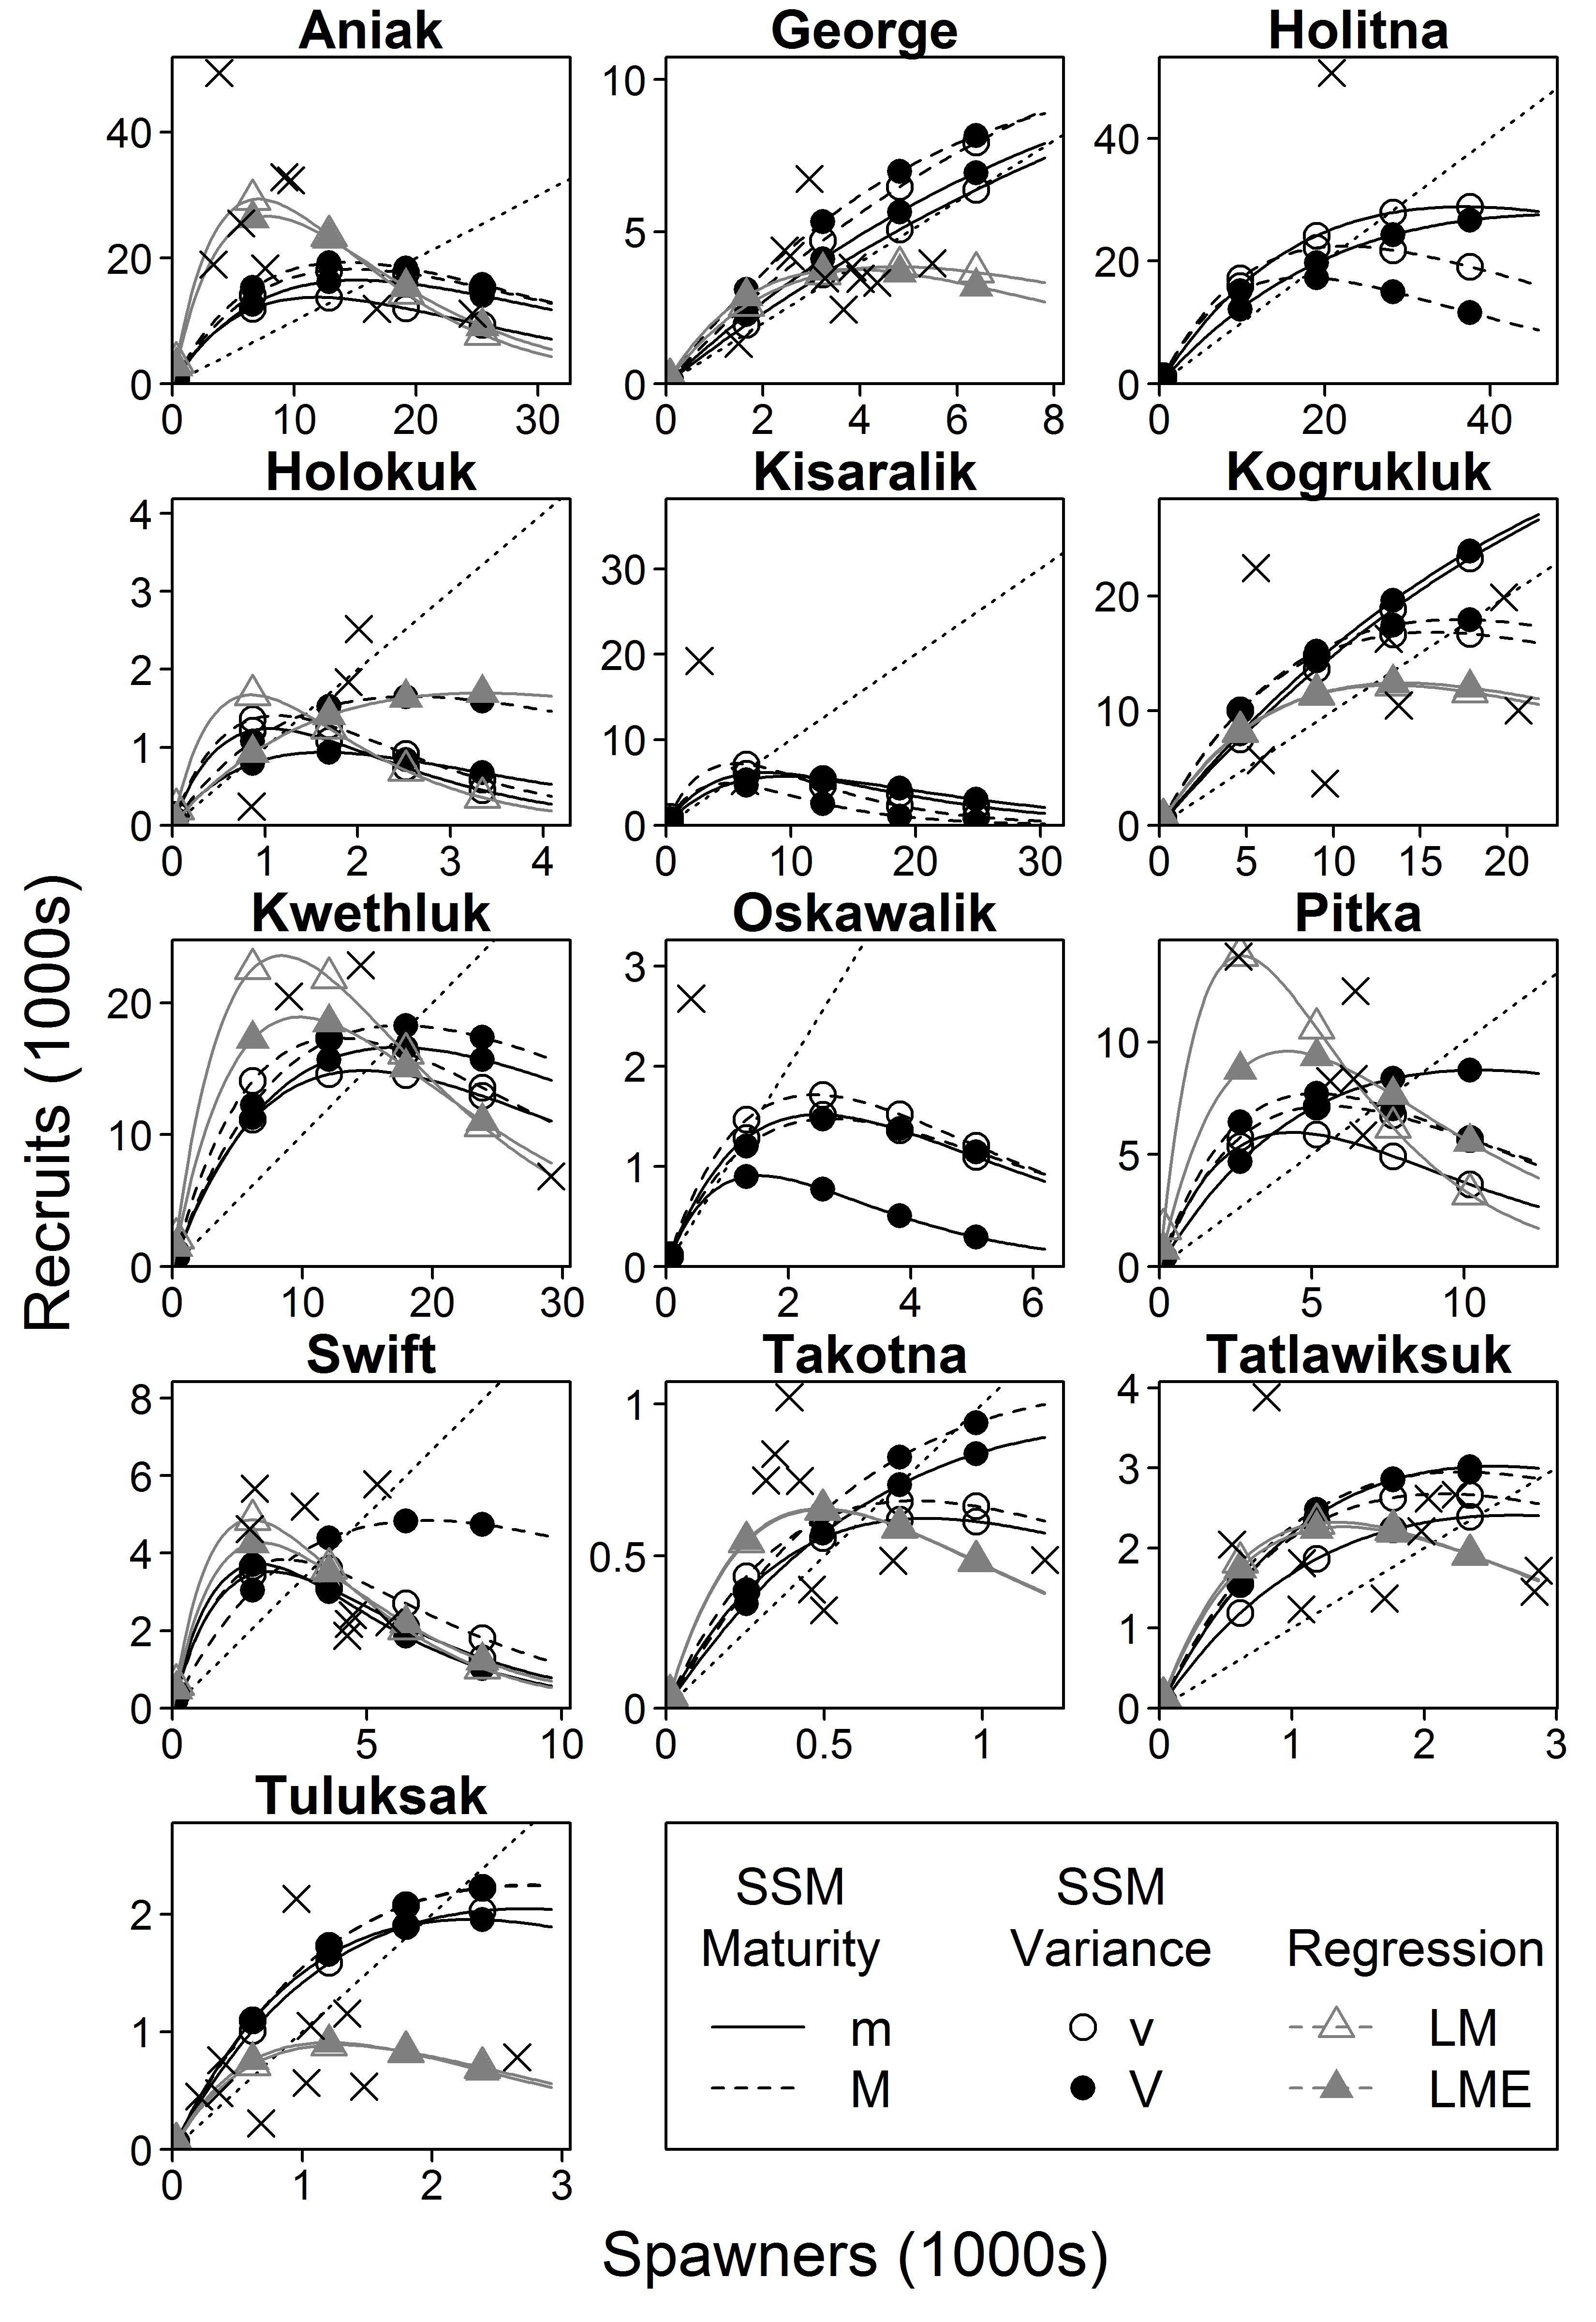 Aniak George Holitna
40 10 40
20 5 20
0 0 0
0 10 20 30 0 2 4 6 8 0 20 40
Holokuk Kisaralik Kogrukluk
4 30 20
3 20 10
2 10 0
1 0
0
0 1 2 3 4 0 10 20 30 0 5 10 15 20
Kwethluk Oskawalik Pitka
20 3 10
10 2 5
0 1 0
0
0 10 20 30 0 2 4 6 0 5 10
Swift Takotna Tatlawiksuk
8 1 4
6 0.5 3
4 0 2
2 1
0 0
0 5 10 0 0.5 1 0 1 2 3
Tuluksak
2
1
0
0 1 2 3
SSM SSM
Maturity Variance Regression
m v LM
M V LME
Recruits (1000s)
Spawners (1000s)